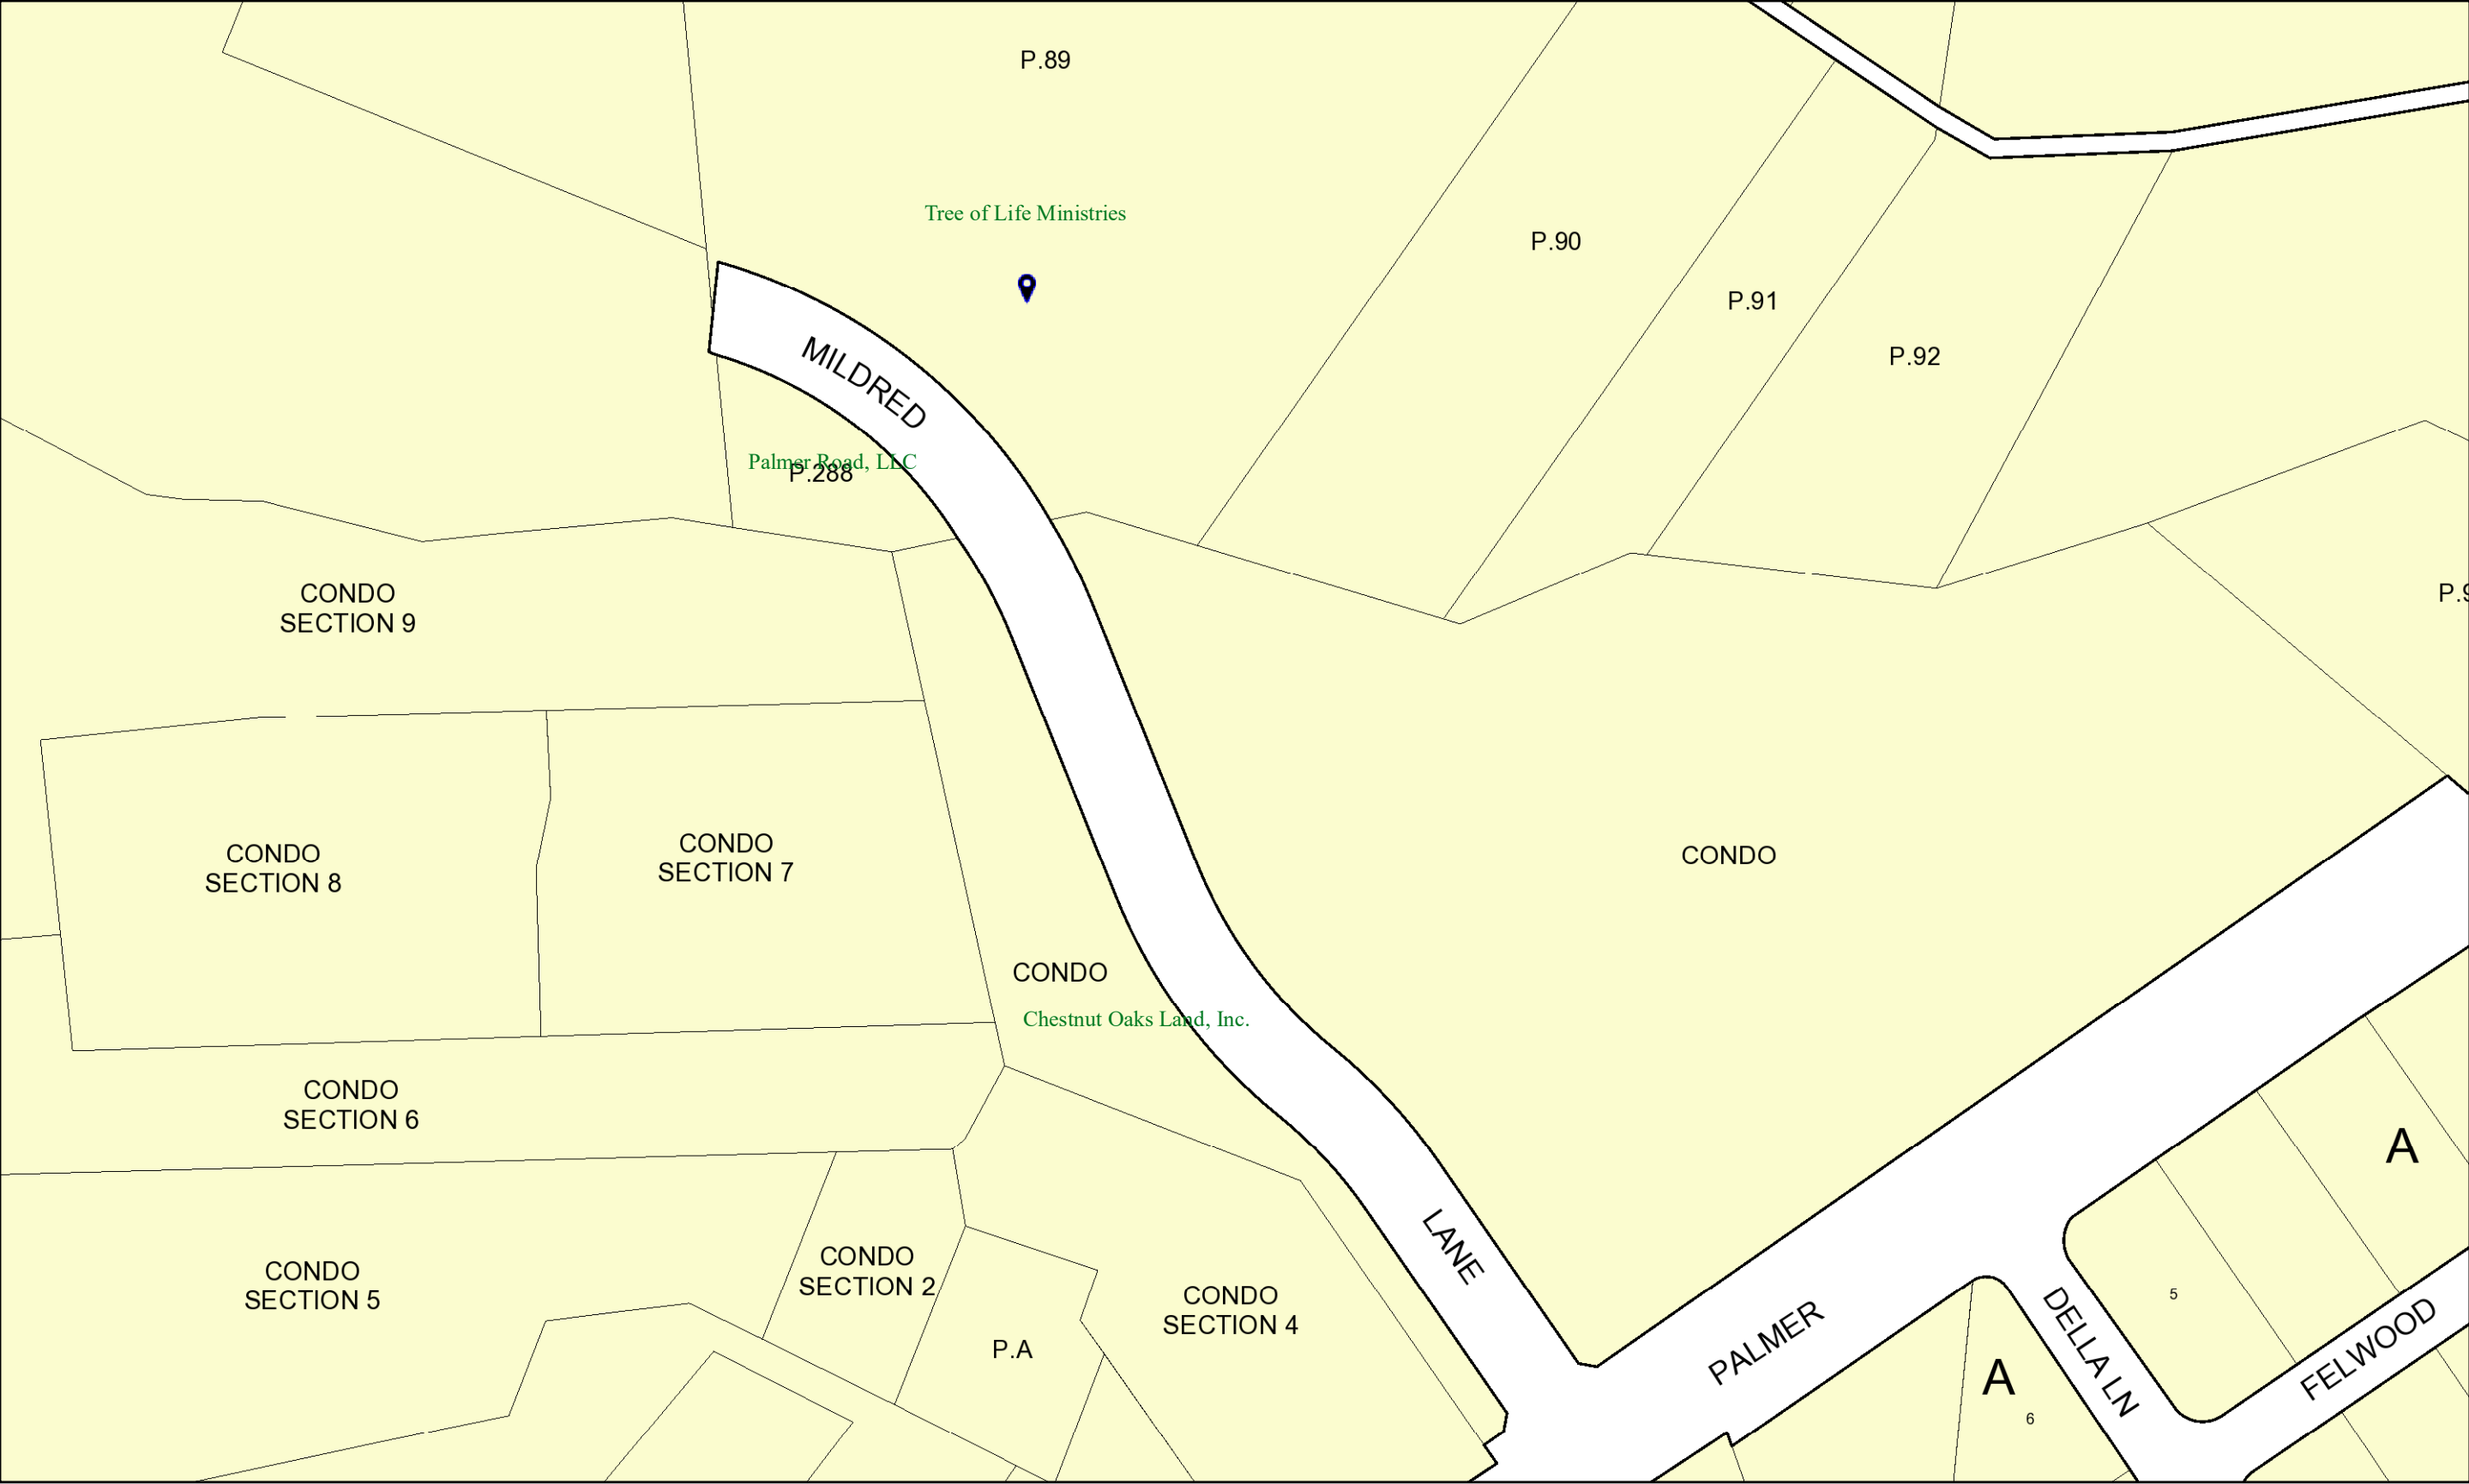 P.89
Tree of Life Ministries
P.90
P.91
P.92
MILDRED
Palmer Road, LLC
P.288
CONDO
SECTION 9
CONDO
SECTION 8
CONDO
SECTION 7
CONDO
CONDO
Chestnut Oaks Land, Inc.
CONDO
SECTION 6
A
LANE
CONDO
SECTION 5
CONDO
SECTION 2
CONDO
SECTION 4
P.A
PALMER
5
DELLA LN
FELWOOD
A
6